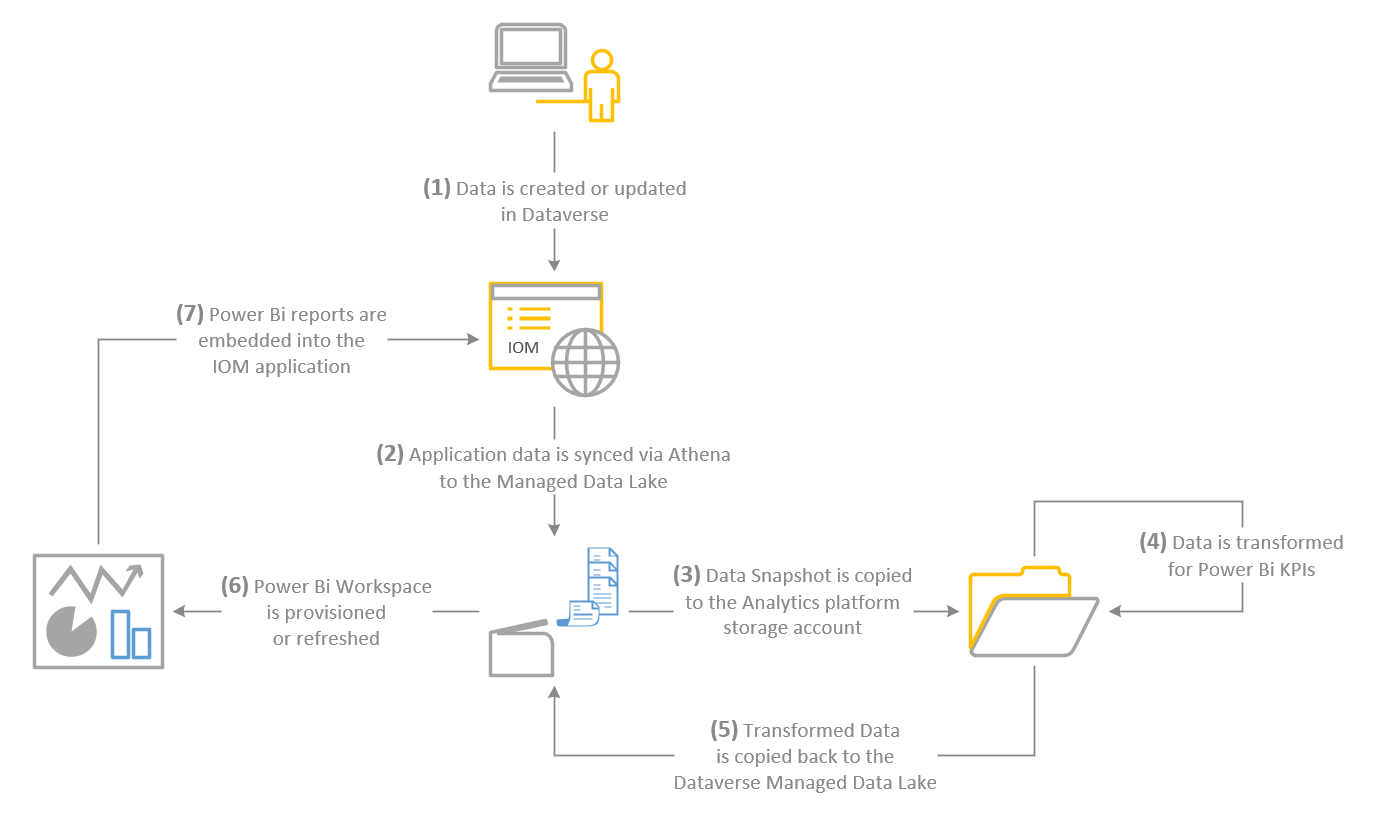 (1) Data is created or updated
in Dataverse
(7) Power Bi reports are
embedded into the
IOM application
IOM
(2) Application data is synced via Athena
to the Managed Data Lake
(4) Data is transformed
for Power Bi KPIs
(6) Power Bi Workspace
is provisioned
or refreshed
(3) Data Snapshot is copied
to the Analytics platform
storage account
(5) Transformed Data
is copied back to the
Dataverse Managed Data Lake